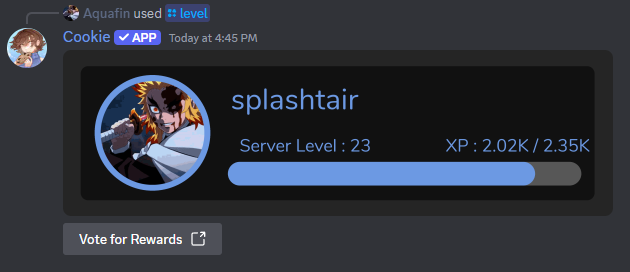 Aquafin used level
Cookie APP Today at 4:45 PM
splashtair
Server Level : 23 XP : 2.02K / 2.35K
Vote for Rewards